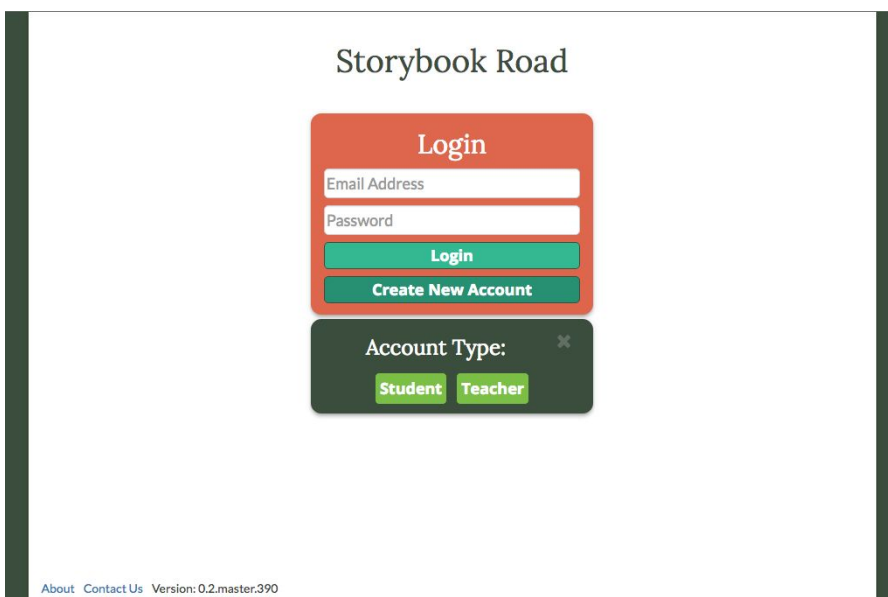 Storybook Road
Login
Email Address
Password
Login
Create New Account
Account Type:
Student Teacher
About Contact Us Version: 0.2.master.390